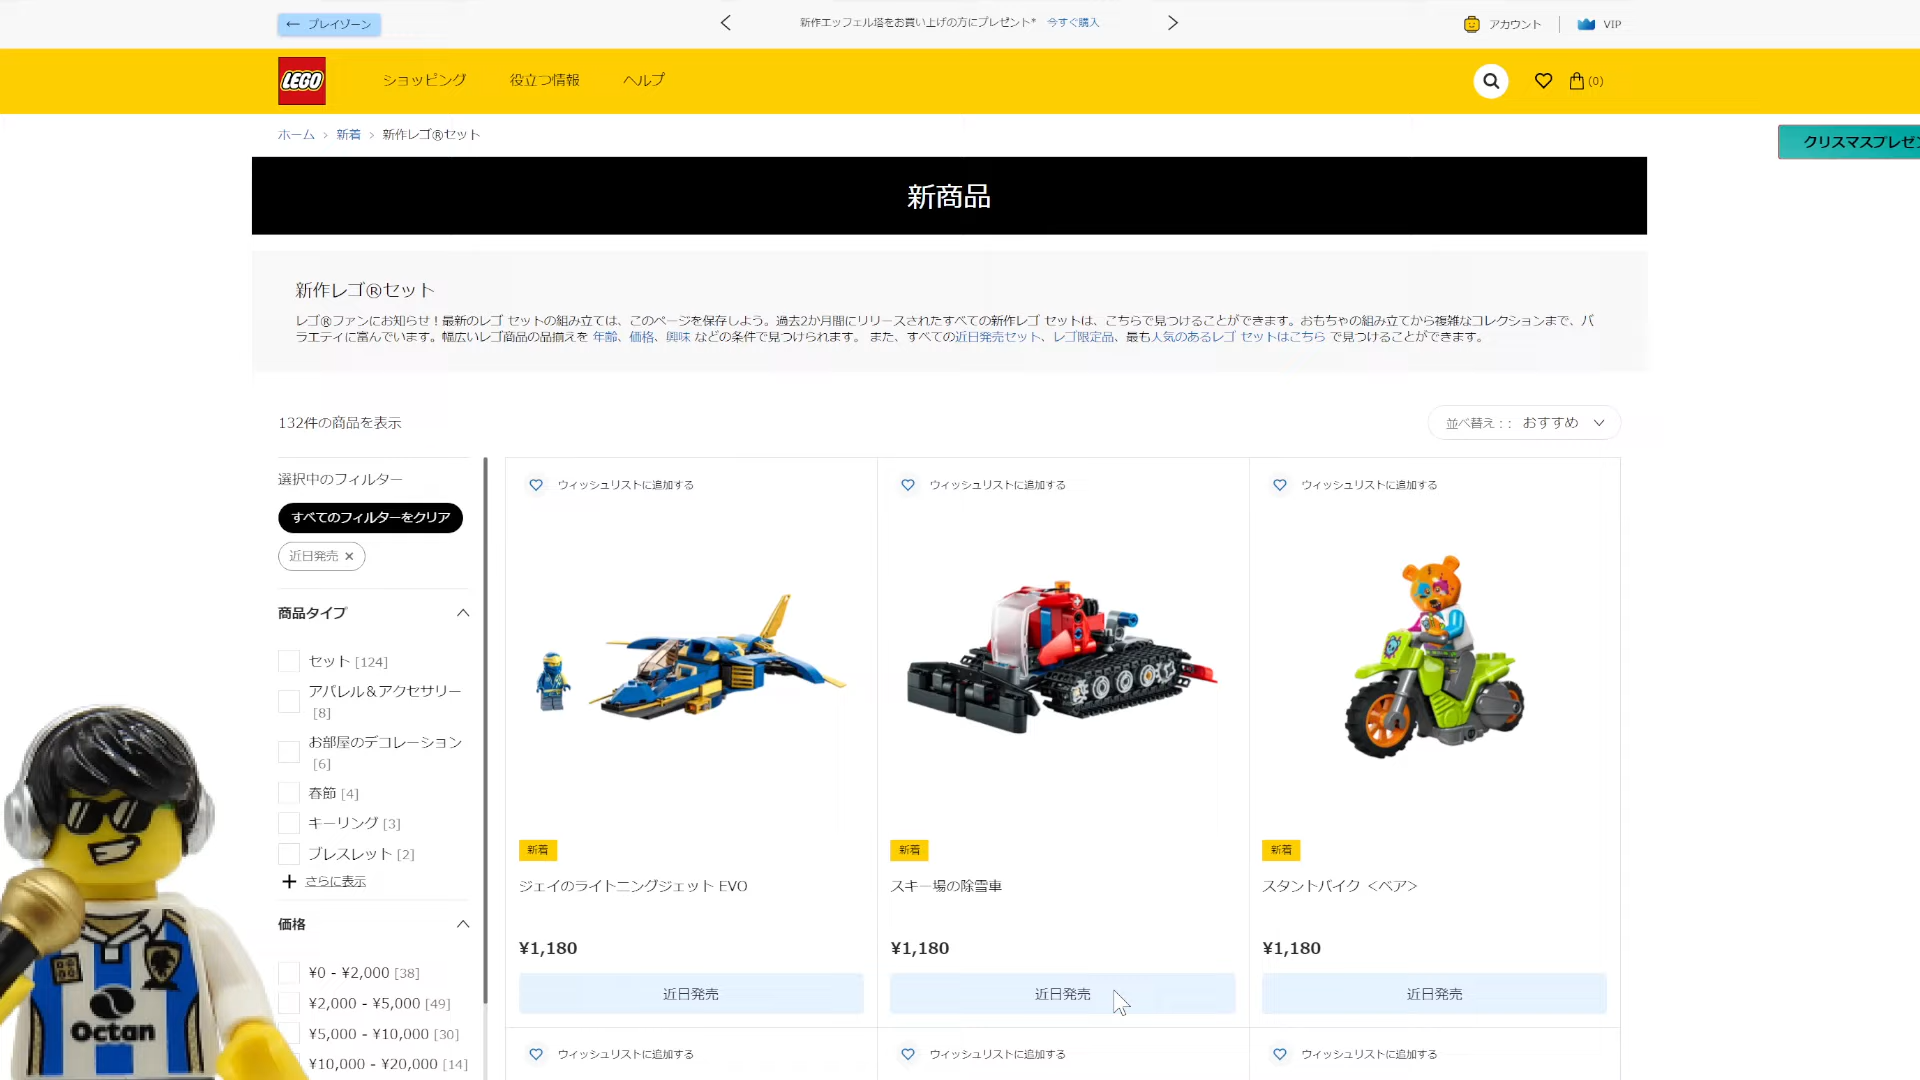 ← プレイゾーン
新作エッフェル塔をお買い上げの方にプレゼント* 今すぐ購入
アカウント
VIP
LEGO
ショッピング 役立つ情報 ヘルプ
(0)
ホーム > 新着 > 新作レゴ®セット
クリスマスプレゼ
新商品
新作レゴ®セット
レゴ®ファンにお知らせ！最新のレゴ セットの組み立ては、このページを保存しよう。過去2か月間にリリースされたすべての新作レゴ セットは、こちらで見つけることができます。おもちゃの組み立てから複雑なコレクションまで、バ
ラエティに富んでいます。幅広いレゴ商品の品揃えを 年齢、価格、興味 などの条件で見つけられます。 また、すべての近日発売セット、レゴ限定品、最も人気のあるレゴ セットはこちら で見つけることができます。
132件の商品を表示
並べ替え：: おすすめ
選択中のフィルター
すべてのフィルターをクリア
近日発売 ×
商品タイプ
セット [124]
アパレル＆アクセサリー
[8]
お部屋のデコレーション
[6]
春節 [4]
キーリング [3]
ブレスレット [2]
+ さらに表示
価格
¥0 - ¥2,000 [38]
¥2,000 - ¥5,000 [49]
¥5,000 - ¥10,000 [30]
¥10,000 - ¥20,000 [14]
ウィッシュリストに追加する
新着
ジェイのライトニングジェット EVO
¥1,180
近日発売
ウィッシュリストに追加する
ウィッシュリストに追加する
新着
スキー場の除雪車
¥1,180
近日発売
ウィッシュリストに追加する
ウィッシュリストに追加する
新着
スタントバイク ＜ベア＞
¥1,180
近日発売
ウィッシュリストに追加する
Octan